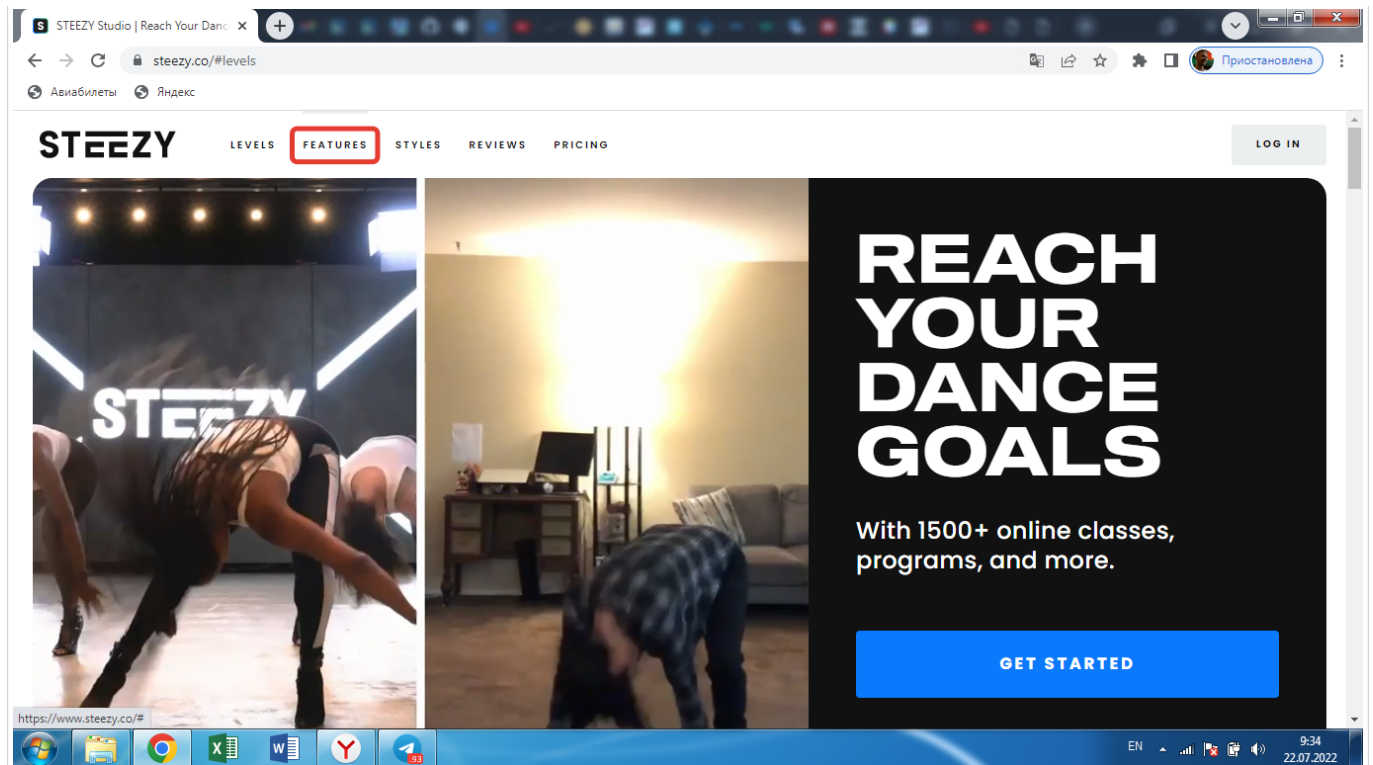 STEEZY Studio | Reach Your Danc
steezy.co/#levels
Приостановлена
Авиабилеты
Яндекс
STEEZY
LEVELS
FEATURES
STYLES
REVIEWS
PRICING
LOG IN
STEEZY
REACH
YOUR
DANCE
GOALS
With 1500+ online classes,
programs, and more.
GET STARTED
https://www.steezy.co/#
93
EN
9:34
22.07.2022